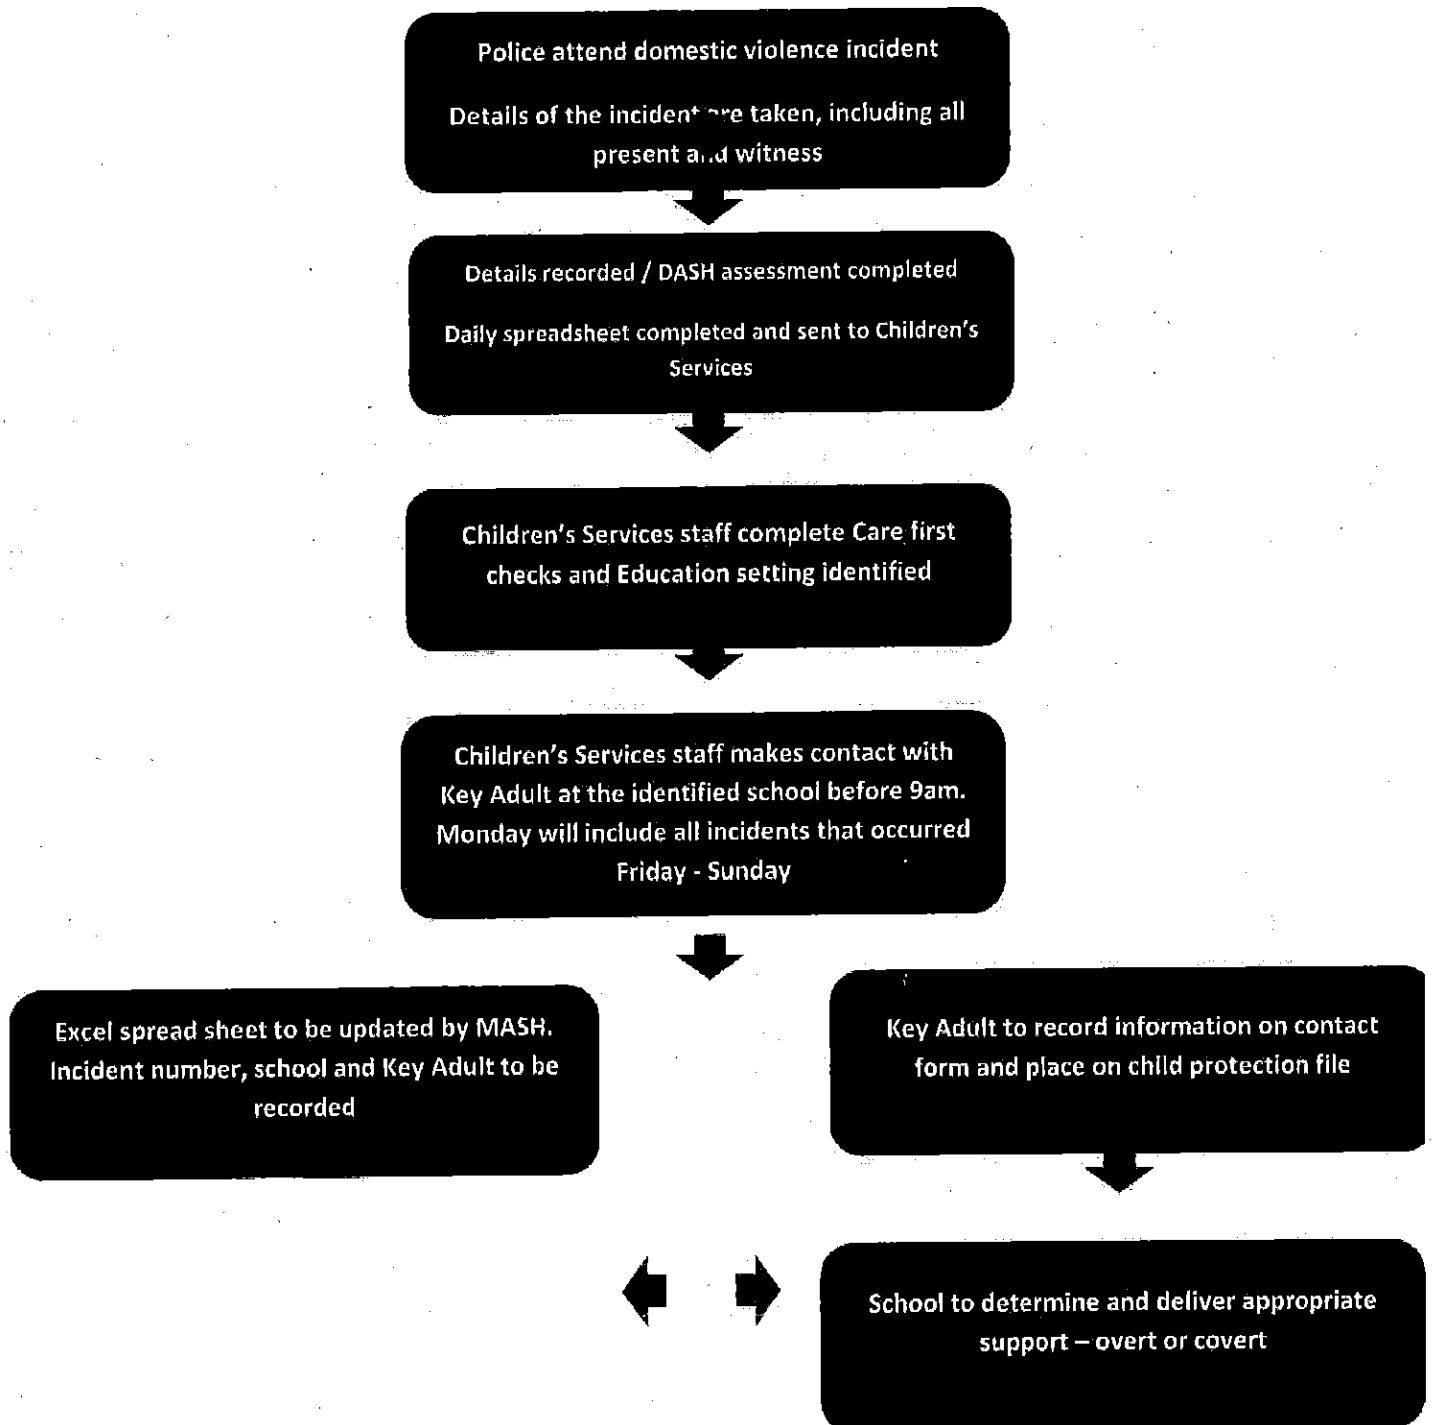 Police attend domestic violence incident
Details of the incident are taken, including all
present and witness
Details recorded / DASH assessment completed
Daily spreadsheet completed and sent to Children's
Services
Children's Services staff complete Care first
checks and Education setting identified
Children's Services staff makes contact with
Key Adult at the identified school before 9am.
Monday will include all incidents that occurred
Friday - Sunday
Excel spread sheet to be updated by MASH.
Incident number, school and Key Adult to be
recorded
Key Adult to record information on contact
form and place on child protection file
School to determine and deliver appropriate
support – overt or covert